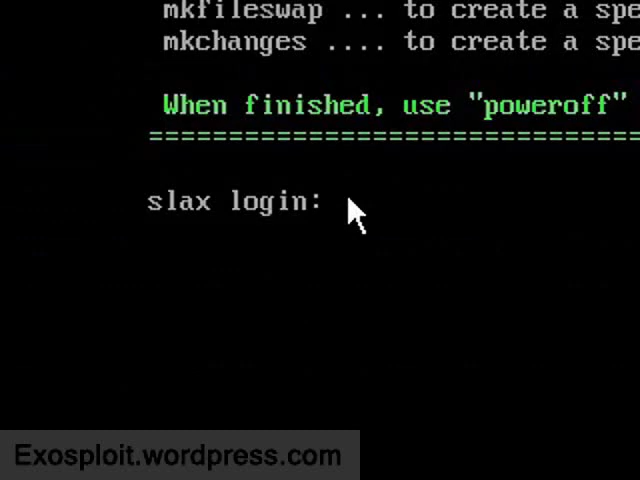 mkfileswap ... to create a spe
mkchanges .... to create a spe
When finished, use "poweroff"
==============================
slax login:
Exosploit.wordpress.com